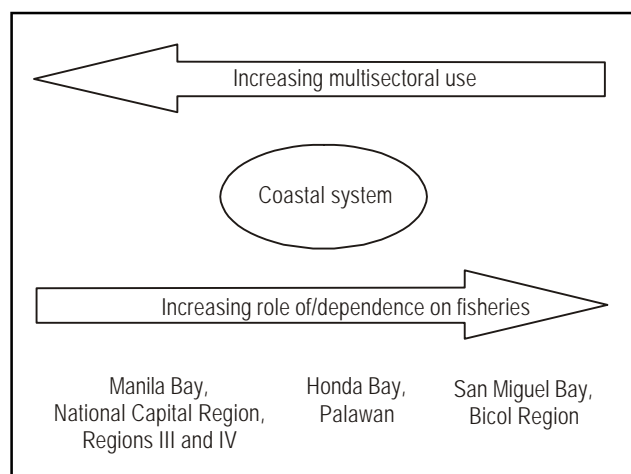 Increasing multisectoral use
Coastal system
Increasing role of/dependence on fisheries
Manila Bay,
National Capital Region,
Regions III and IV
Honda Bay,
Palawan
San Miguel Bay,
Bicol Region